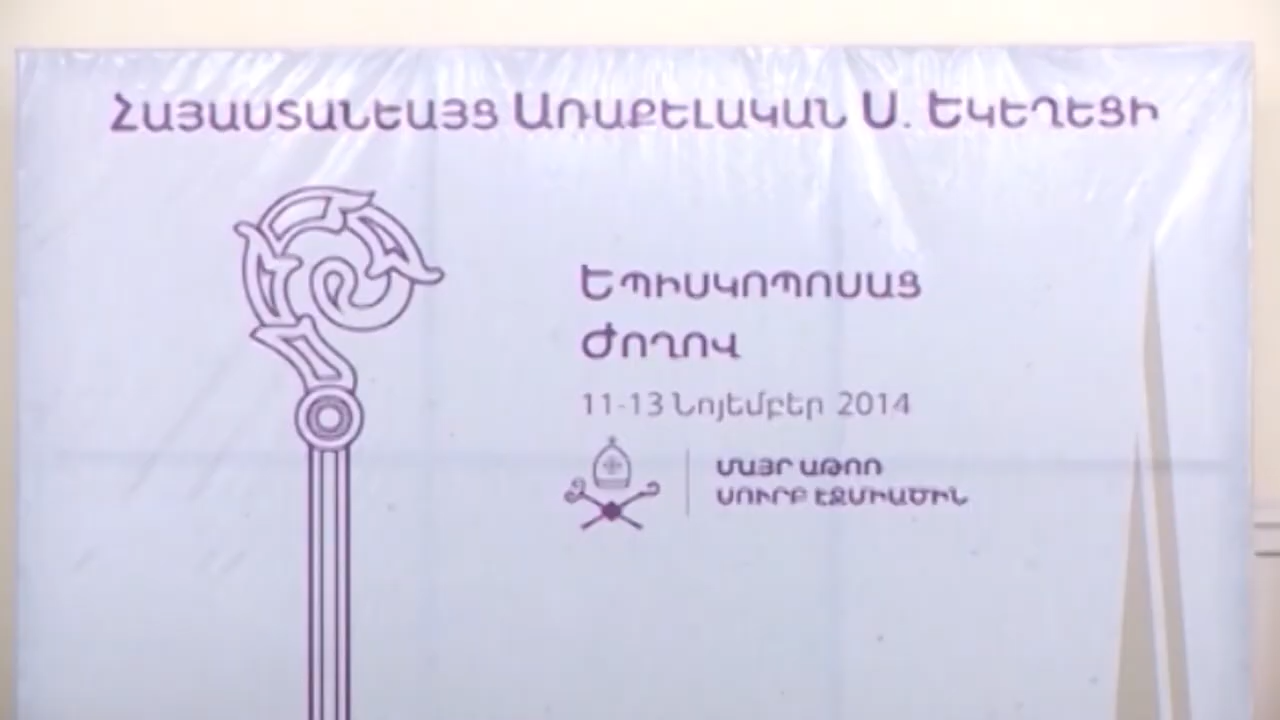 ՀԱՅԱՍՏԱՆԵԱՅՑ ԱՌԱՔԵԼԱԿԱՆ Ս. ԵԿԵՂԵՑԻ
ԵՊԻՍԿՈՊՈՍԱՑ
ԺՈՂՈՎ
11-13 Նոյեմբեր 2014
ՄԱՅՐ ԱԹՈՌ
ՍՈՒՐԲ ԷՋՄԻԱԾԻՆ